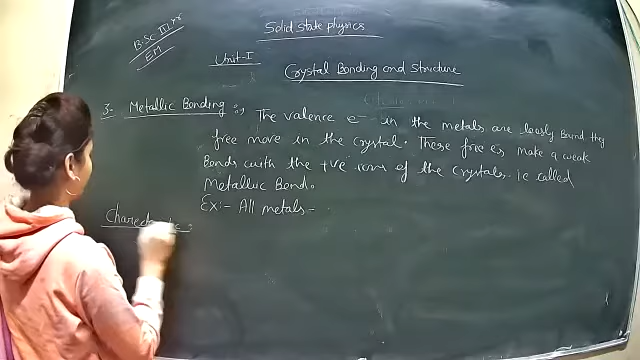 Solid state physics
B.Sc III yr
EM
Unit-I
Crystal Bonding and Structure
3- Metallic Bonding :- The valence e- in the metals are loosly Bound they
free move in the crystal. These free e's make a weak
Bonds with the +ve ions of the crystals. is called
Metallic Bond.
Ex:- All metals-